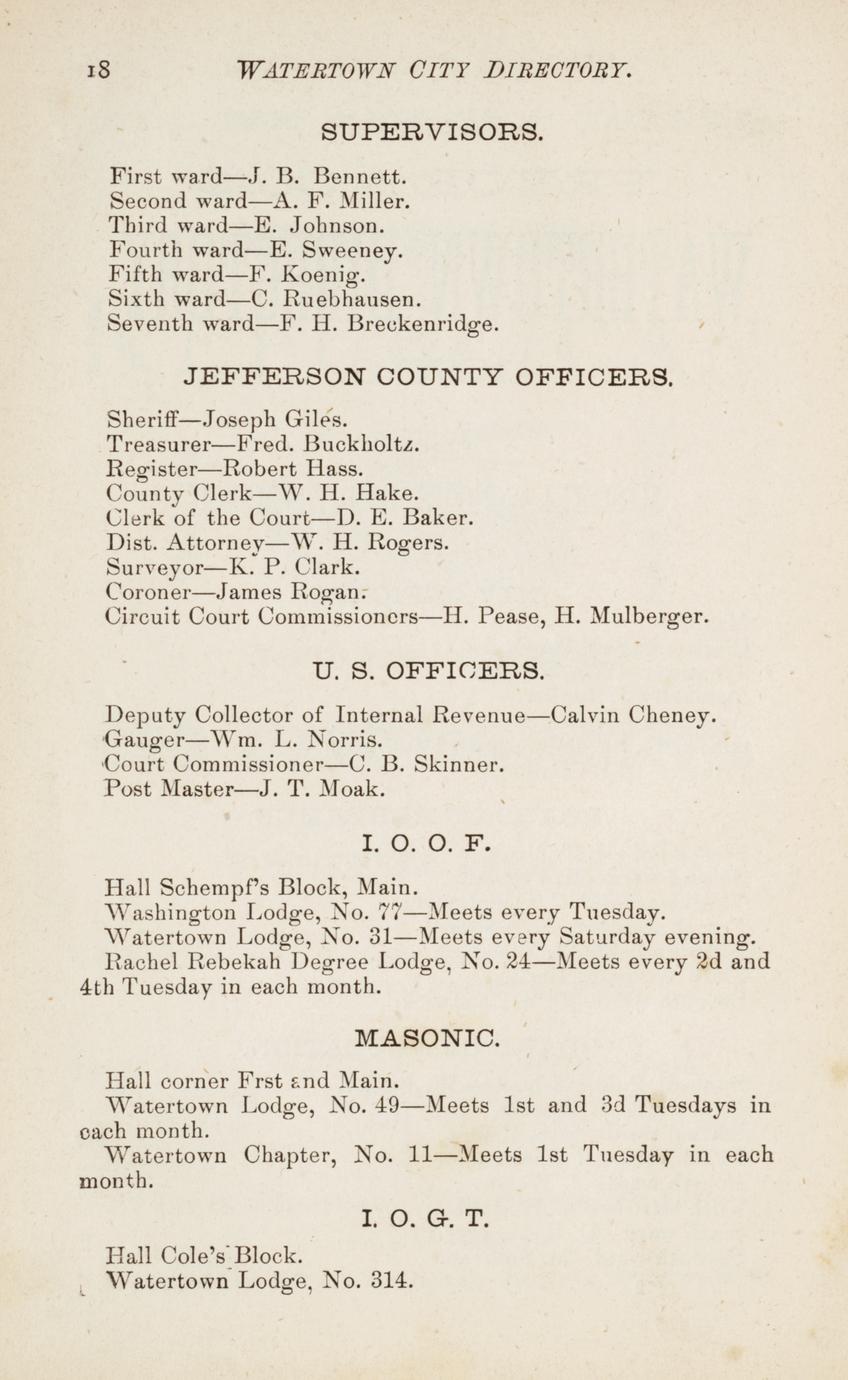 18 WATERTOWN CITY DIRECTORY.
SUPERVISORS.
First ward—J. B. Bennett.
Second ward—A. F. Miller.
Third ward—E. Johnson.
Fourth ward—E. Sweeney.
Fifth ward—F. Koenig.
Sixth ward—C. Ruebhausen.
Seventh ward—F. H. Breckenridge.
JEFFERSON COUNTY OFFICERS.
Sheriff—Joseph Giles.
Treasurer—Fred. Buckholtz.
Register—Robert Hass.
County Clerk—W. H. Hake.
Clerk of the Court—D. E. Baker.
Dist. Attorney—W. H. Rogers.
Surveyor—K. P. Clark.
Coroner—James Rogan.
Circuit Court Commissioners—H. Pease, H. Mulberger.
U. S. OFFICERS.
Deputy Collector of Internal Revenue—Calvin Cheney.
Gauger—Wm. L. Norris.
Court Commissioner—C. B. Skinner.
Post Master—J. T. Moak.
I. O. O. F.
Hall Schempf's Block, Main.
Washington Lodge, No. 77—Meets every Tuesday.
Watertown Lodge, No. 31—Meets every Saturday evening.
Rachel Rebekah Degree Lodge, No. 24—Meets every 2d and
4th Tuesday in each month.
MASONIC.
Hall corner Frst and Main.
Watertown Lodge, No. 49—Meets 1st and 3d Tuesdays in
each month.
Watertown Chapter, No. 11—Meets 1st Tuesday in each
month.
I. O. G. T.
Hall Cole's Block.
Watertown Lodge, No. 314.